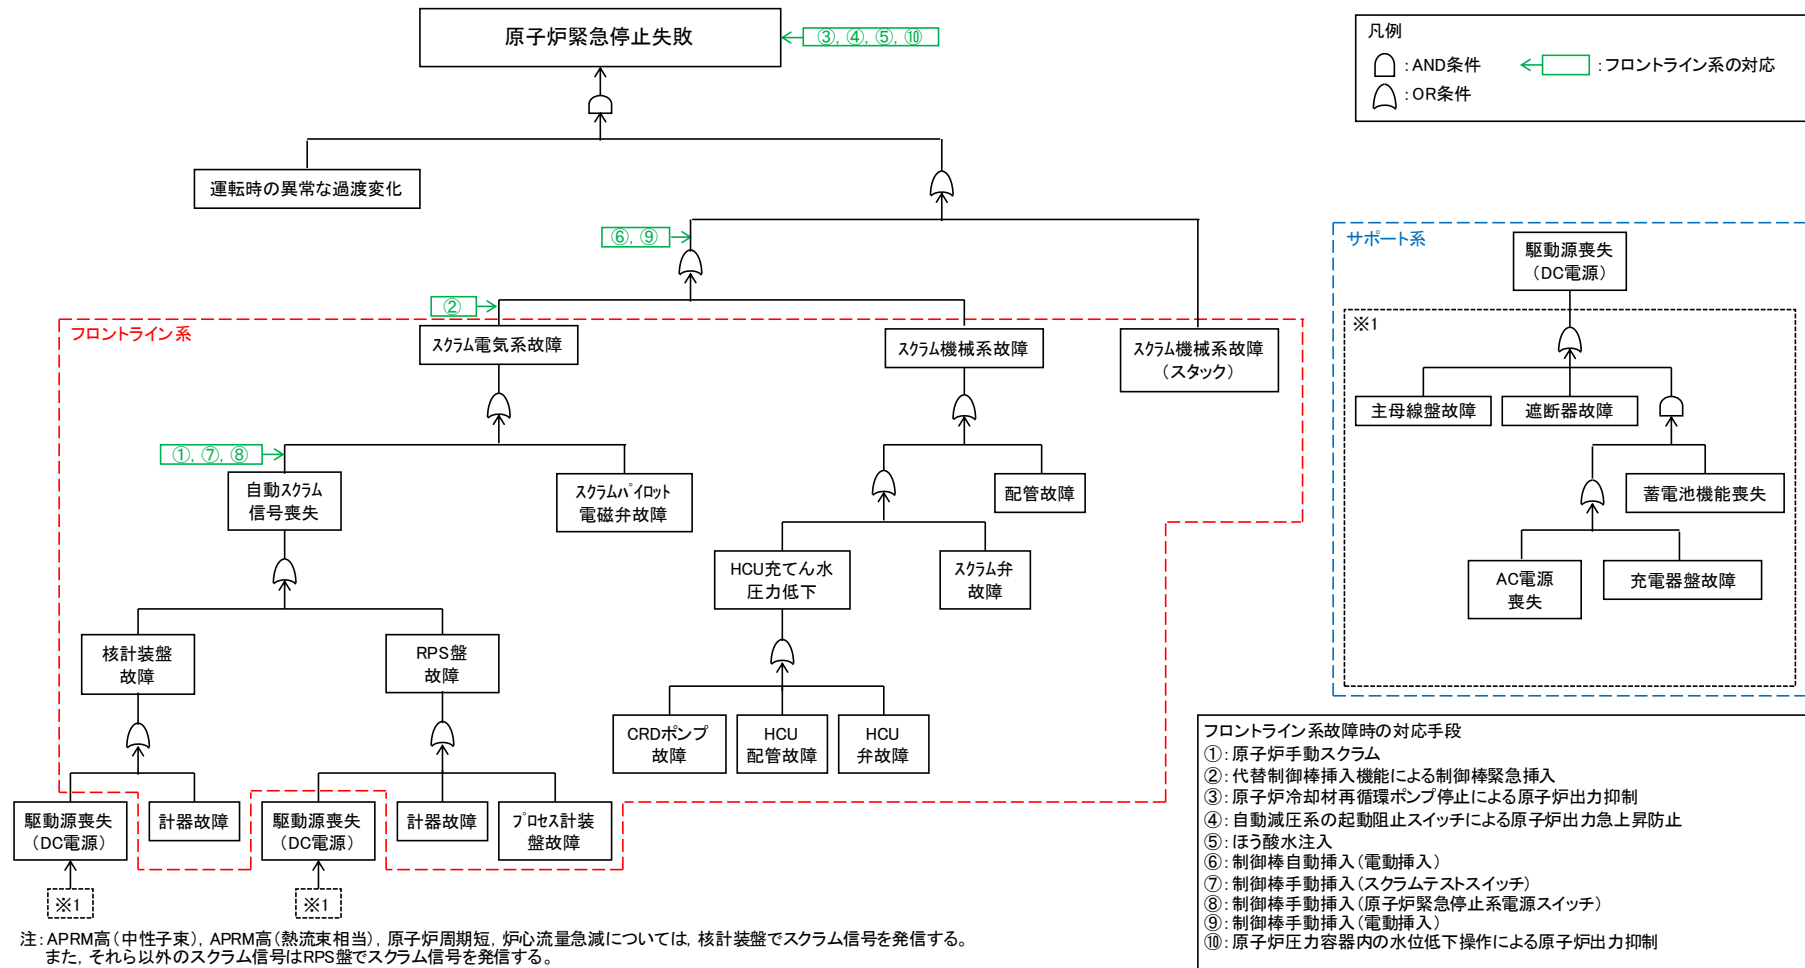 原子炉緊急停止失敗
③, ④, ⑤, ⑩
凡例
：AND条件
：フロントライン系の対応
：OR条件
運転時の異常な過渡変化
⑥, ⑨
サポート系
駆動源喪失
（DC電源）
②
フロントライン系
スクラム電気系故障
スクラム機械系故障
スクラム機械系故障
（スタック）
※1
主母線盤故障
遮断器故障
①, ⑦, ⑧
自動スクラム
信号喪失
スクラムパイロット
電磁弁故障
配管故障
蓄電池機能喪失
HCU充てん水
圧力低下
スクラム弁
故障
AC電源
喪失
充電器盤故障
核計装盤
故障
RPS盤
故障
CRDポンプ
故障
HCU
配管故障
HCU
弁故障
駆動源喪失
（DC電源）
計器故障
駆動源喪失
（DC電源）
計器故障
プロセス計装
盤故障
※1
※1
フロントライン系故障時の対応手段
①：原子炉手動スクラム
②：代替制御棒挿入機能による制御棒緊急挿入
③：原子炉冷却材再循環ポンプ停止による原子炉出力抑制
④：自動減圧系の起動阻止スイッチによる原子炉出力急上昇防止
⑤：ほう酸水注入
⑥：制御棒自動挿入（電動挿入）
⑦：制御棒手動挿入（スクラムテストスイッチ）
⑧：制御棒手動挿入（原子炉緊急停止系電源スイッチ）
⑨：制御棒手動挿入（電動挿入）
⑩：原子炉圧力容器内の水位低下操作による原子炉出力抑制
注：APRM高（中性子束），APRM高（熱流束相当），原子炉周期短，炉心流量急減については，核計装盤でスクラム信号を発信する。
また，それら以外のスクラム信号はRPS盤でスクラム信号を発信する。